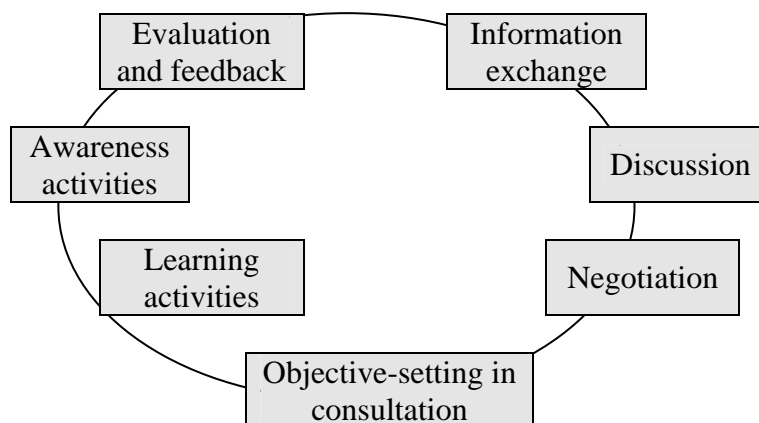 Evaluation
and feedback
Information
exchange
Awareness
activities
Discussion
Learning
activities
Negotiation
Objective-setting in
consultation